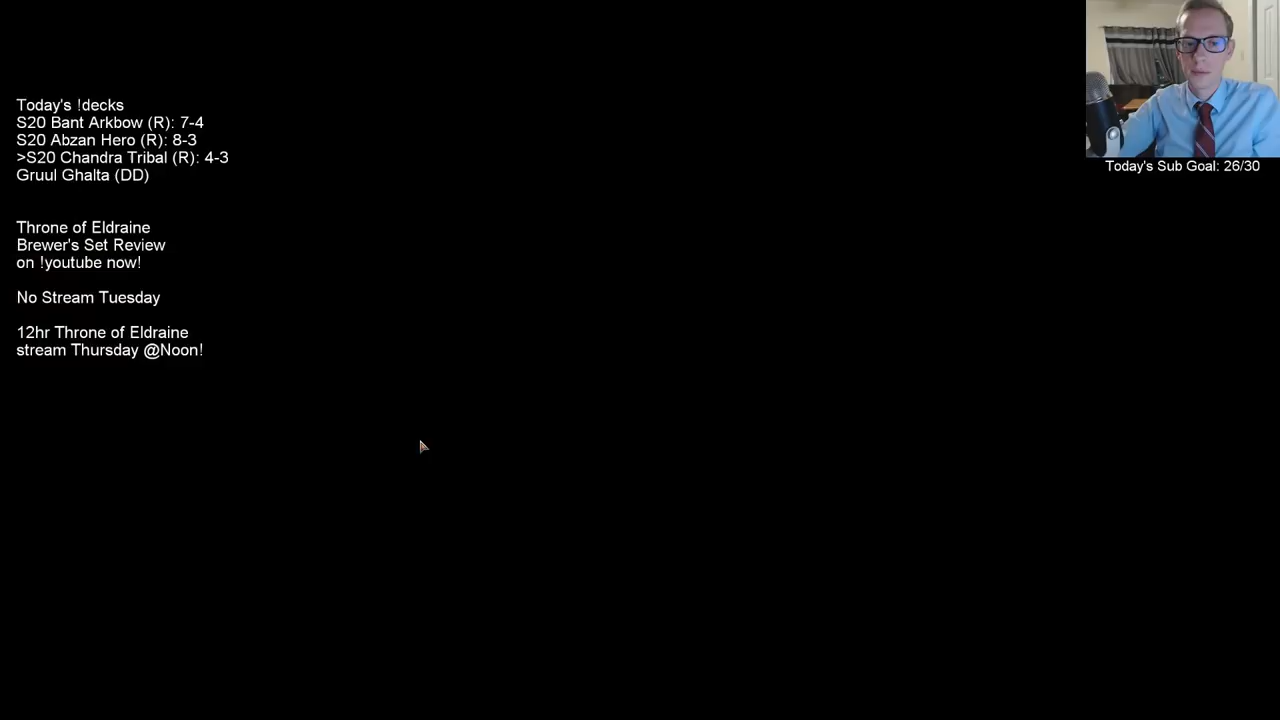 Today's !decks
S20 Bant Arkbow (R): 7-4
S20 Abzan Hero (R): 8-3
>S20 Chandra Tribal (R): 4-3
Gruul Ghalta (DD)
Throne of Eldraine
Brewer's Set Review
on !youtube now!
No Stream Tuesday
12hr Throne of Eldraine
stream Thursday @Noon!
Today's Sub Goal: 26/30